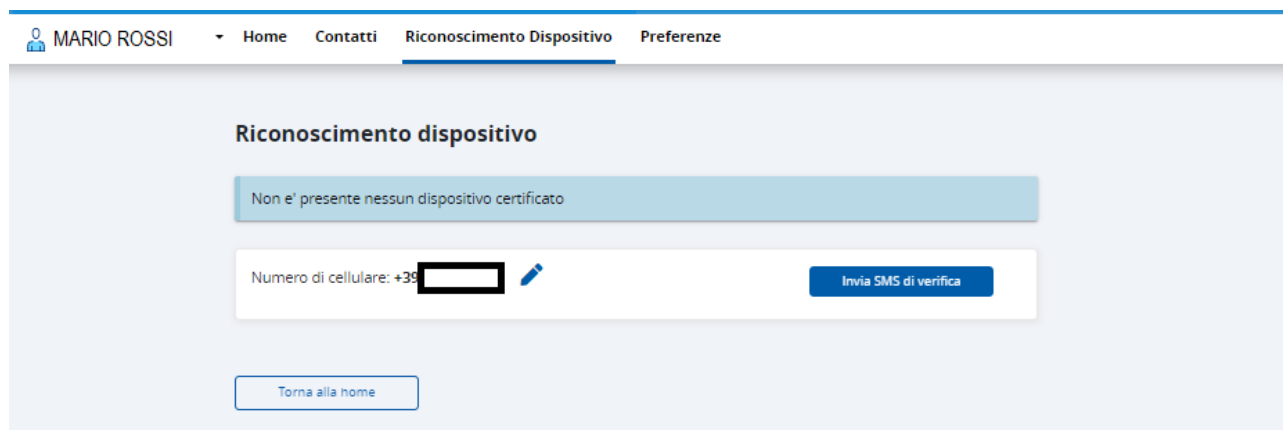 MARIO ROSSI Home Contatti Riconoscimento Dispositivo Preferenze
Riconoscimento dispositivo
Non e' presente nessun dispositivo certificato
Numero di cellulare: +39
Invia SMS di verifica
Torna alla home